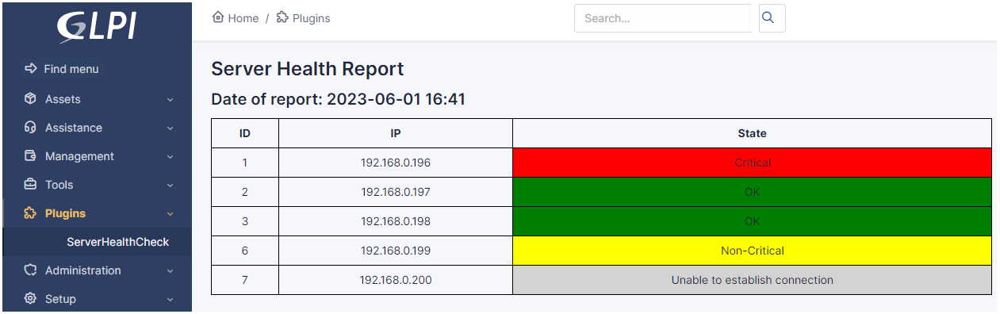 GLPI
Home / Plugins
Search...
Find menu
Assets
Assistance
Management
Tools
Plugins
ServerHealthCheck
Administration
Setup
Server Health Report
Date of report: 2023-06-01 16:41
ID IP State
1 192.168.0.196 Critical
2 192.168.0.197 OK
3 192.168.0.198 OK
6 192.168.0.199 Non-Critical
7 192.168.0.200 Unable to establish connection